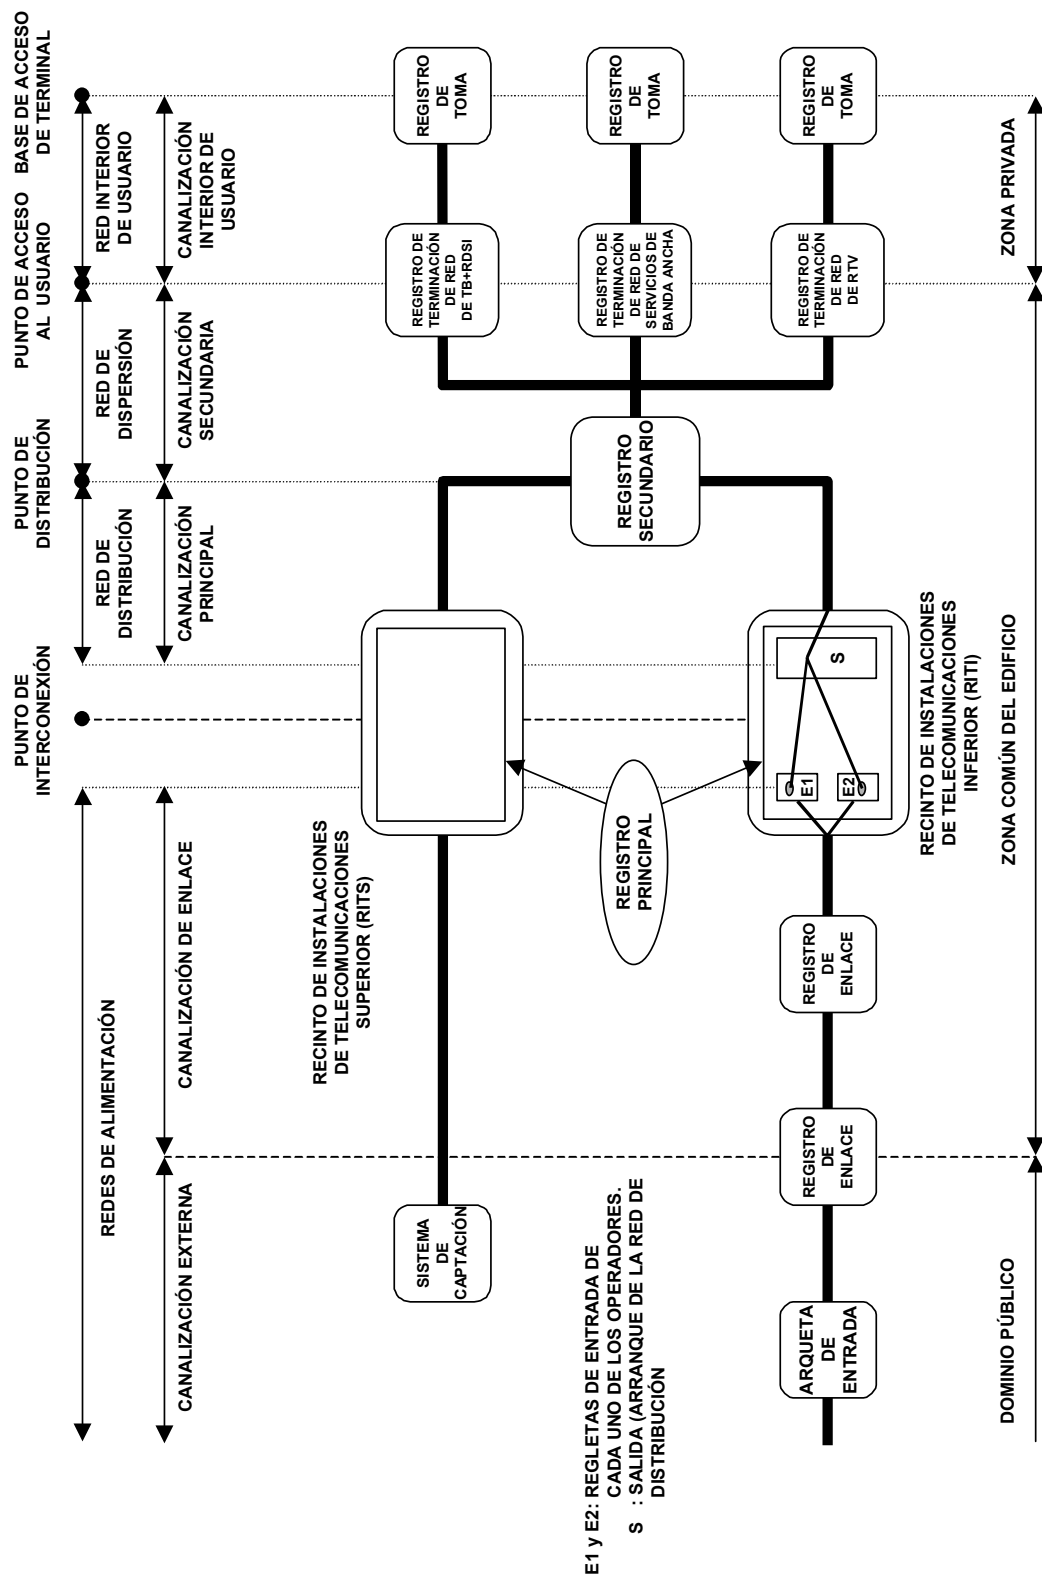 PUNTO DE
INTERCONEXIÓN
PUNTO DE
DISTRIBUCIÓN
PUNTO DE ACCESO
AL USUARIO
BASE DE ACCESO
DE TERMINAL
REDES DE ALIMENTACIÓN
RED DE
DISTRIBUCIÓN
RED DE
DISPERSIÓN
RED INTERIOR
DE USUARIO
CANALIZACIÓN EXTERNA
CANALIZACIÓN DE ENLACE
CANALIZACIÓN
PRINCIPAL
CANALIZACIÓN
SECUNDARIA
CANALIZACIÓN
INTERIOR DE
USUARIO
RECINTO DE INSTALACIONES
DE TELECOMUNICACIONES
SUPERIOR (RITS)
SISTEMA
DE
CAPTACIÓN
REGISTRO DE
TERMINACIÓN
DE RED
DE TB+RDSI
REGISTRO
DE
TOMA
REGISTRO
PRINCIPAL
REGISTRO
SECUNDARIO
REGISTRO DE
TERMINACIÓN
DE RED DE
SERVICIOS DE
BANDA ANCHA
REGISTRO
DE
TOMA
E1 y E2: REGLETAS DE ENTRADA DE
CADA UNO DE LOS OPERADORES.
S : SALIDA (ARRANQUE DE LA RED DE
DISTRIBUCIÓN
ARQUETA
DE
ENTRADA
REGISTRO
DE
ENLACE
REGISTRO
DE
ENLACE
E1
E2
S
REGISTRO DE
TERMINACIÓN
DE RED
DE RTV
REGISTRO
DE
TOMA
RECINTO DE INSTALACIONES
DE TELECOMUNICACIONES
INFERIOR (RITI)
DOMINIO PÚBLICO
ZONA COMÚN DEL EDIFICIO
ZONA PRIVADA